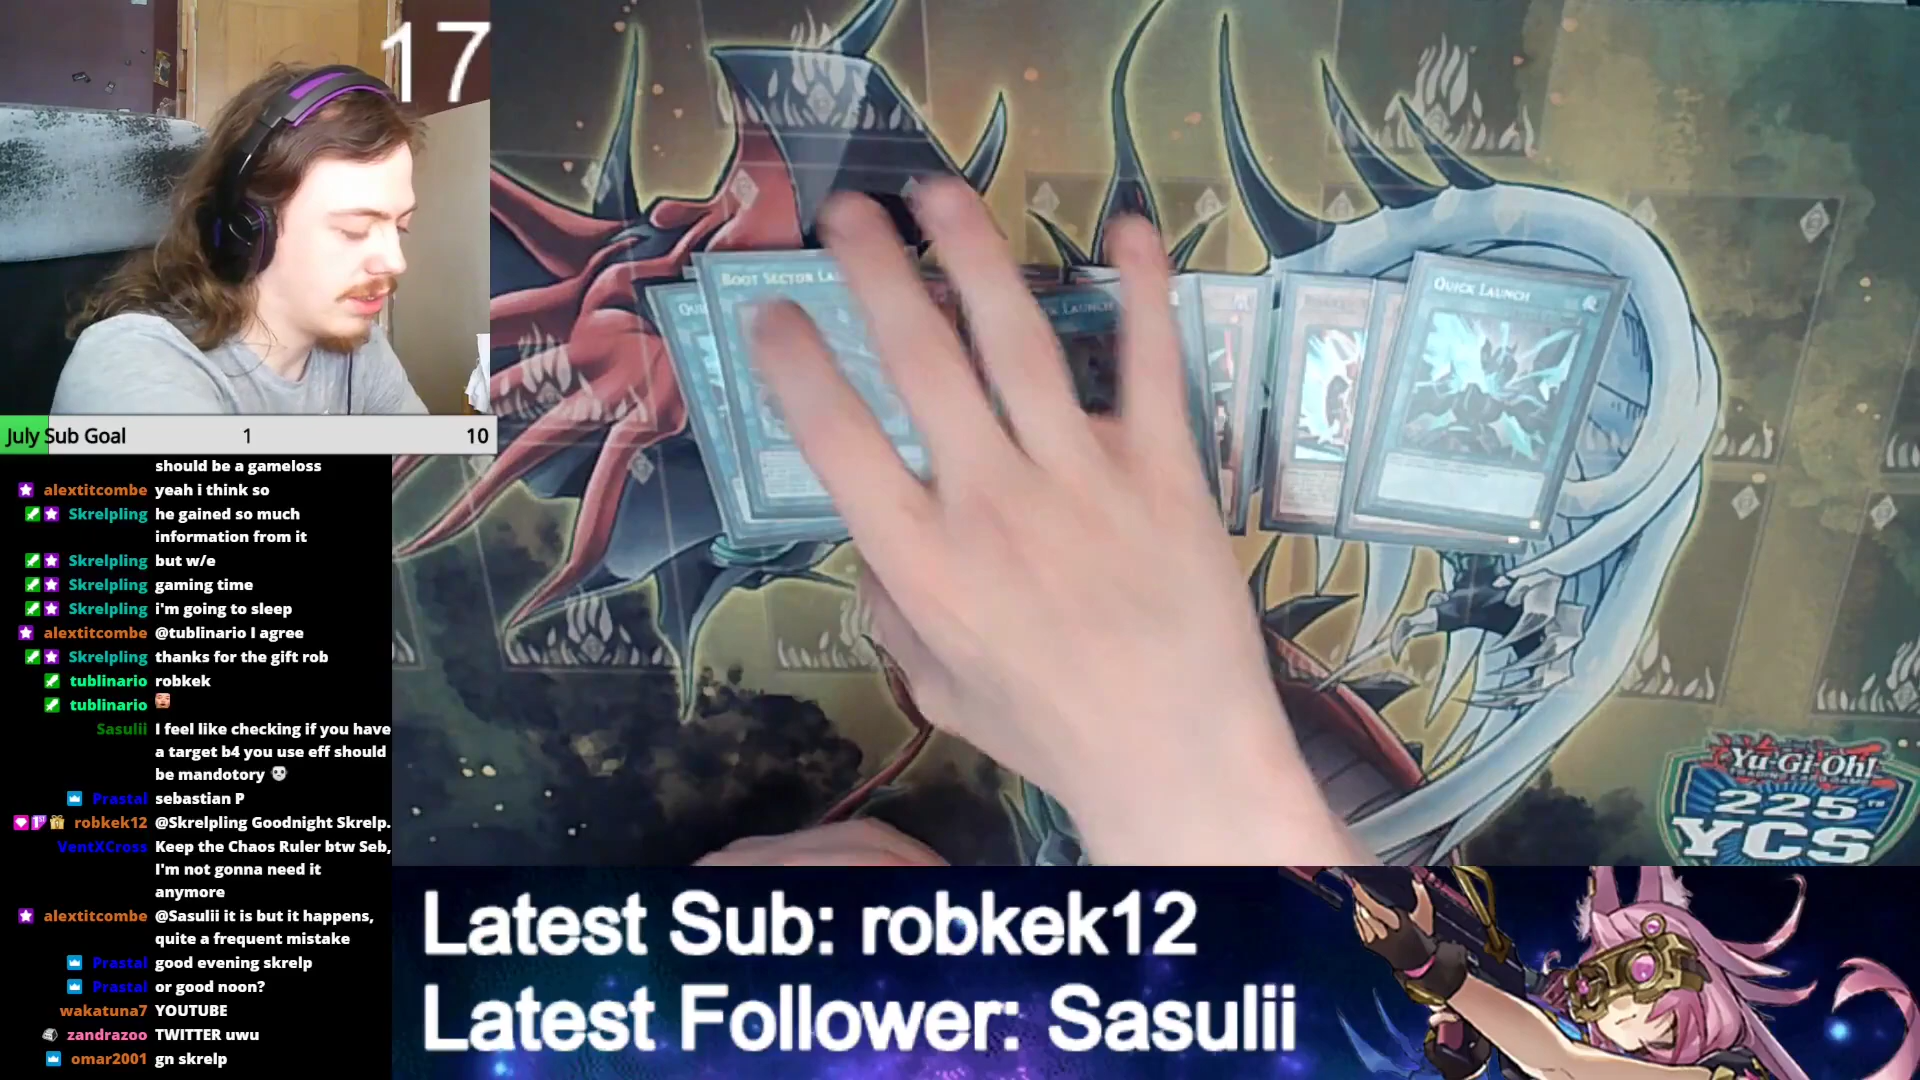 17
July Sub Goal 1 10
should be a gameloss
alextitcombe yeah i think so
Skrelpling he gained so much
information from it
Skrelpling but w/e
Skrelpling gaming time
Skrelpling i'm going to sleep
alextitcombe @tublinario I agree
Skrelpling thanks for the gift rob
tublinario robkek
tublinario
Sasulii I feel like checking if you have
a target b4 you use eff should
be mandotory
Prastal sebastian P
robkek12 @Skrelpling Goodnight Skrelp.
VentXCross Keep the Chaos Ruler btw Seb,
I'm not gonna need it
anymore
alextitcombe @Sasulii it is but it happens,
quite a frequent mistake
Prastal good evening skrelp
Prastal or good noon?
wakatuna7 YOUTUBE
zandrazoo TWITTER uwu
omar2001 gn skrelp
BOOT SECTOR
LAUNCH
QUICK LAUNCH
Yu-Gi-Oh!
225TH
YCS
Latest Sub: robkek12
Latest Follower: Sasulii